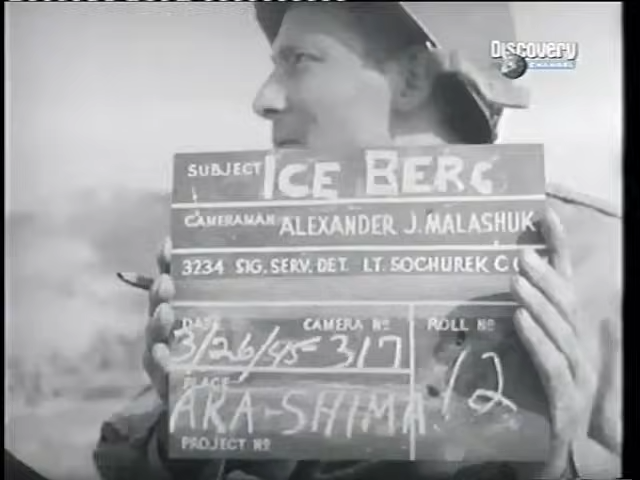 Discovery
CHANNEL
SUBJECT ICE BERG
CAMERAMAN ALEXANDER J. MALASHUK
3234 SIG. SERV. DET. LT. SOCHUREK
DATE CAMERA No ROLL No
3/26/45 317 12
PLACE
AKA-SHIMA
PROJECT No